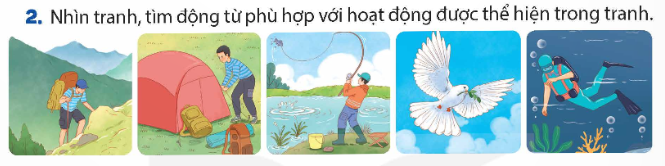 2. Nhìn tranh, tìm động từ phù hợp với hoạt động được thể hiện trong tranh.